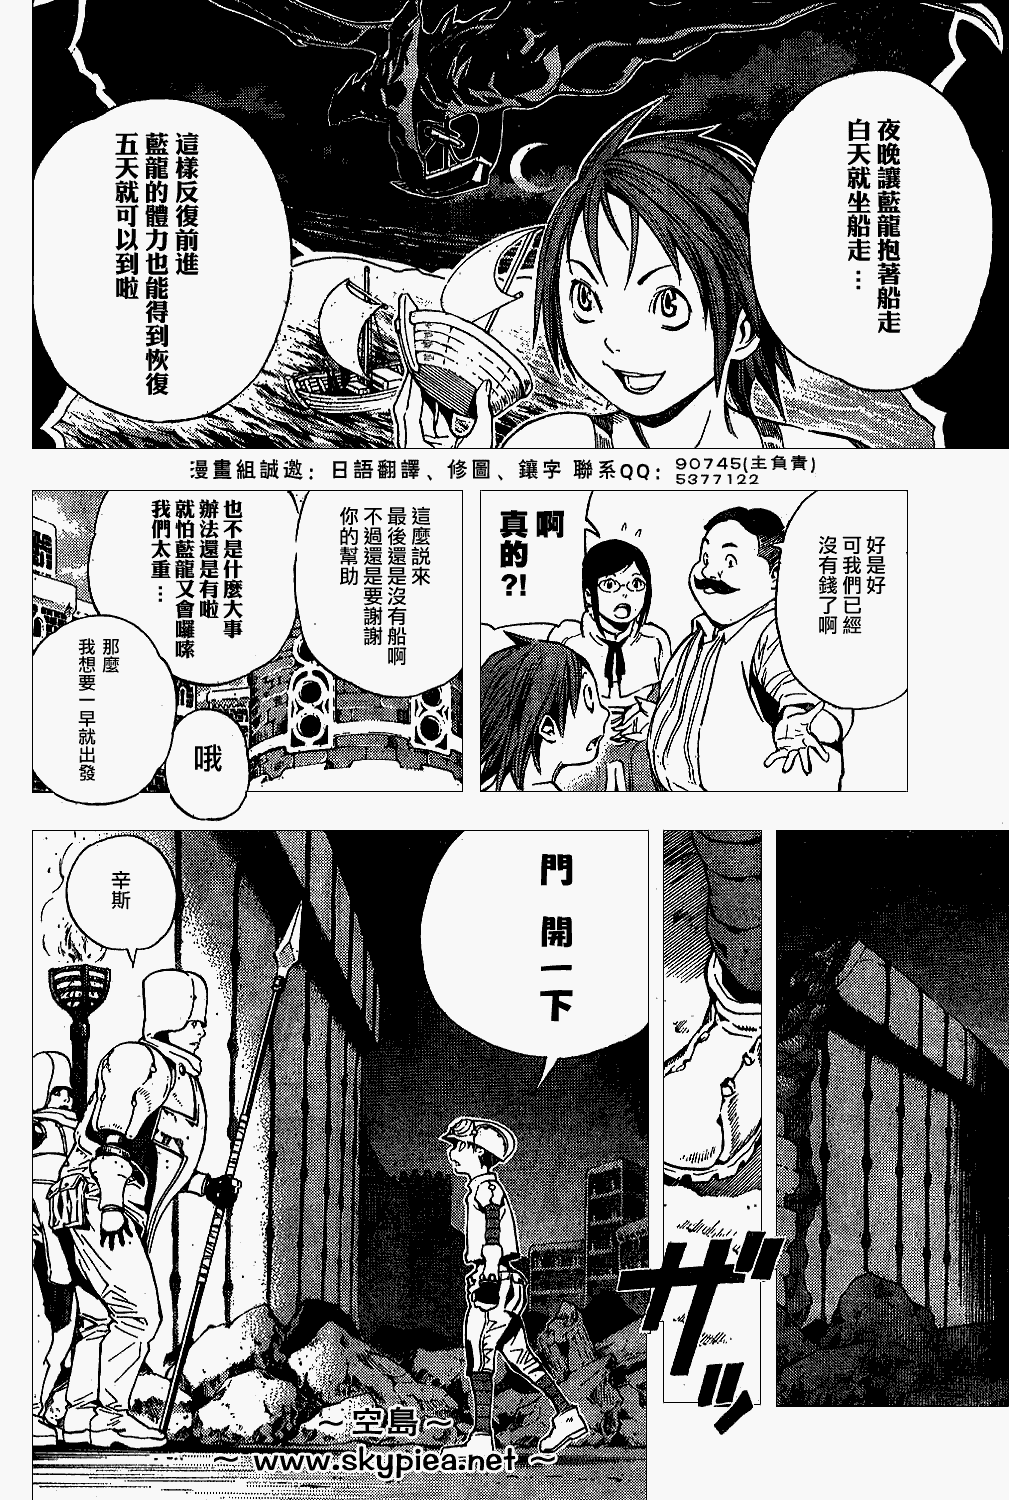 夜晚讓藍龍抱著船走
白天就坐船走…
這樣反復前進
藍龍的體力也能得到恢復
五天就可以到啦
漫畫組誠邀：日語翻譯、修圖、鑲字 聯系QQ：90745(主負責)
5377122
好是好
可我們已經
沒有錢了啊
啊
真的?!
這麼説來
最後還是沒有船啊
不過還是要謝謝
你的幫助
也不是什麼大事
辦法還是有啦
就怕藍龍又會囉嗦
我們太重…
哦
那麼
我想要一早就出發
ザッ
門開一下
辛斯
～空島～
～www.skypiea.net～